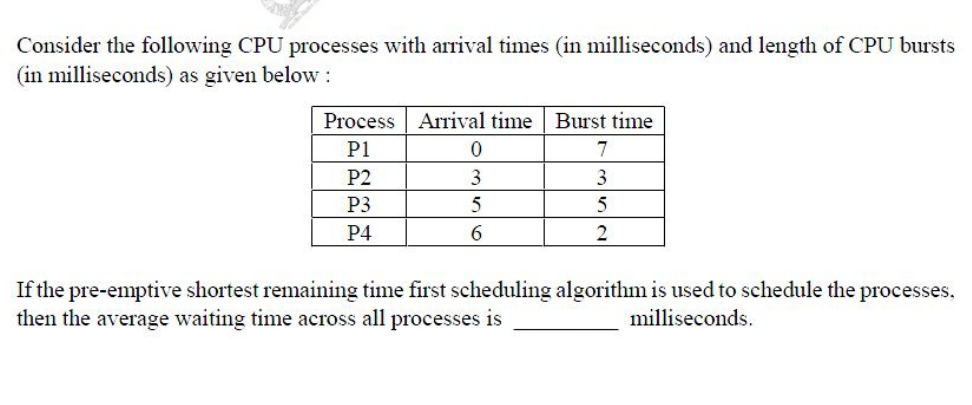 Consider the following CPU processes with arrival times (in milliseconds) and length of CPU bursts
(in milliseconds) as given below :
Process Arrival time Burst time
P1 0 7
P2 3 3
P3 5 5
P4 6 2
If the pre-emptive shortest remaining time first scheduling algorithm is used to schedule the processes,
then the average waiting time across all processes is __________ milliseconds.